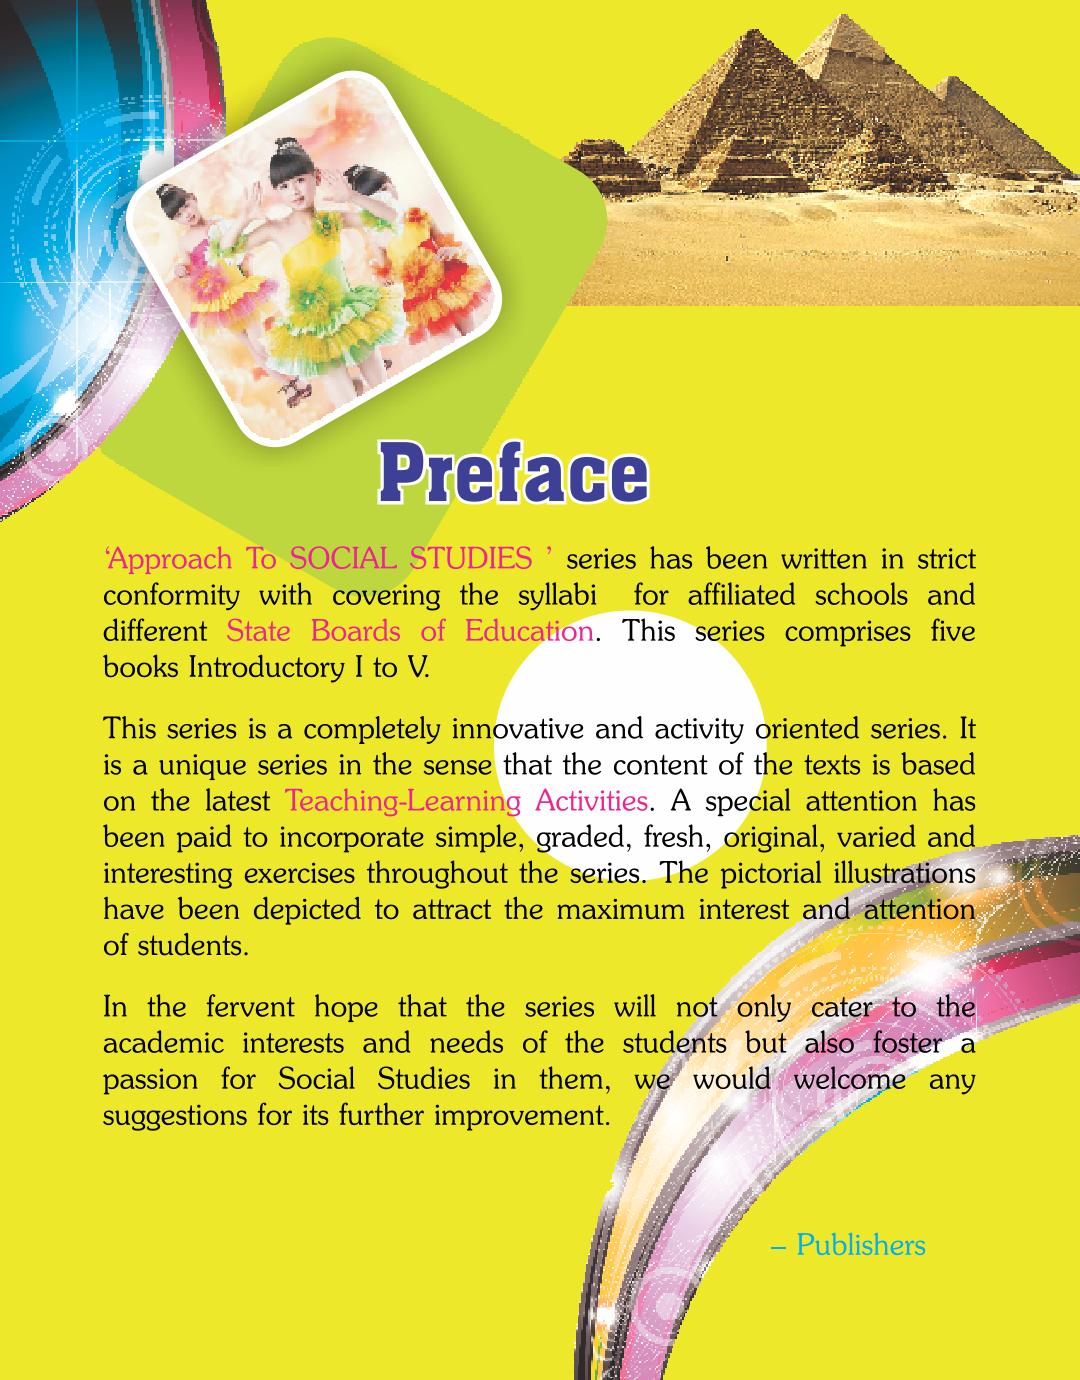 Preface
‘Approach To SOCIAL STUDIES ’ series has been written in strict
conformity with covering the syllabi for affiliated schools and
different State Boards of Education. This series comprises five
books Introductory I to V.
This series is a completely innovative and activity oriented series. It
is a unique series in the sense that the content of the texts is based
on the latest Teaching-Learning Activities. A special attention has
been paid to incorporate simple, graded, fresh, original, varied and
interesting exercises throughout the series. The pictorial illustrations
have been depicted to attract the maximum interest and attention
of students.
In the fervent hope that the series will not only cater to the
academic interests and needs of the students but also foster a
passion for Social Studies in them, we would welcome any
suggestions for its further improvement.
– Publishers